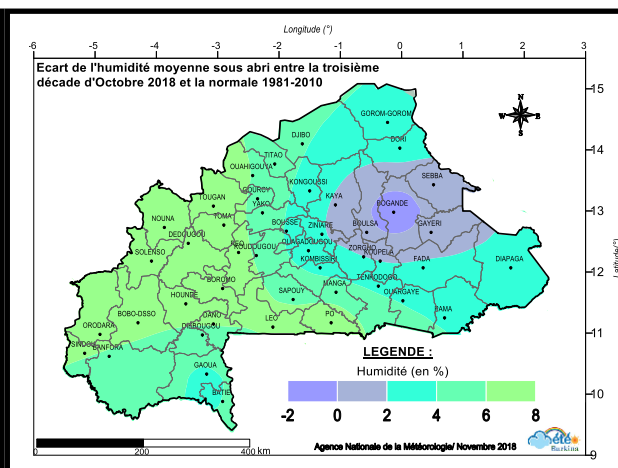 Longitude (°)
-6 -5 -4 -3 -2 -1 0 1 2 3
Ecart de l'humidité moyenne sous abri entre la troisième
décade d'Octobre 2018 et la normale 1981-2010
15
N
W E
S
GOROM-GOROM
DJIBO
DORI
14
TITAO
OUAHIGOUYA
SEBBA
KONGOUSSI
GOURCY
KAYA
TOUGAN
YAKO
BOGANDE
13
NOUNA
TOMA
BOUSSE
ZINIARE
BOULSA
GAYERI
DEDOUGOU
OUAGADOUGOU
KOUDOUGOU
ZORGHO
KOUPELA
SOLENSO
KOMBISSIRI
FADA
DIAPAGA
12
Latitude(°)
TENKODOGO
BOROMO
MANGA
HOUNDE
SAPOUY
OUARGAYE
BOBO-DSSO
DANO
LEO
PO
PAMA
ORODARA
DIEBOUGOU
11
SINDOU
BANFORA
LEGENDE :
GAOUA
Humidité (en %)
BATIE
10
-2 0 2 4 6 8
0 200 400 km
Agence Nationale de la Météorologie/ Novembre 2018
Météo
Burkina
9